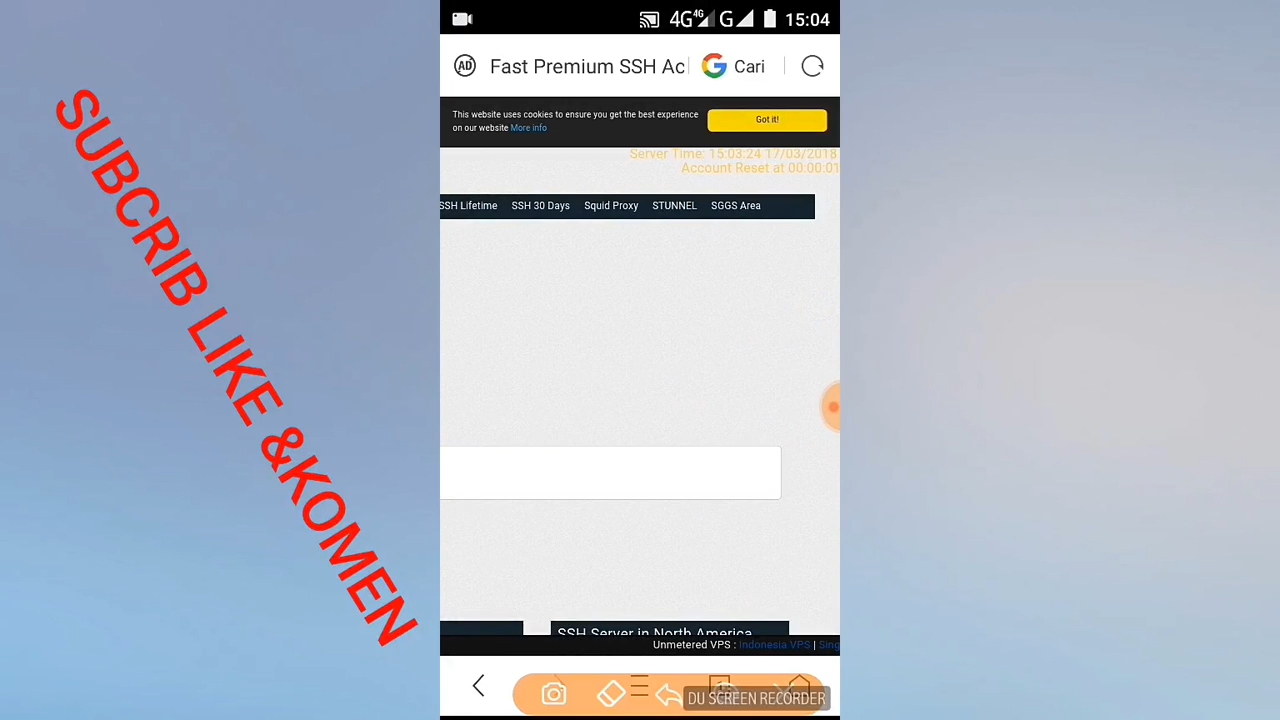 SUBCRIB LIKE &KOMEN
4G 4G G 15:04
AD Fast Premium SSH Ac Cari
This website uses cookies to ensure you get the best experience
on our website More info
Got it!
Server Time: 15:03:24 17/03/2018
Account Reset at 00:00:01
SSH Lifetime SSH 30 Days Squid Proxy STUNNEL SGGS Area
SSH Server in North America
Unmetered VPS : Indonesia VPS | Sing
DU SCREEN RECORDER